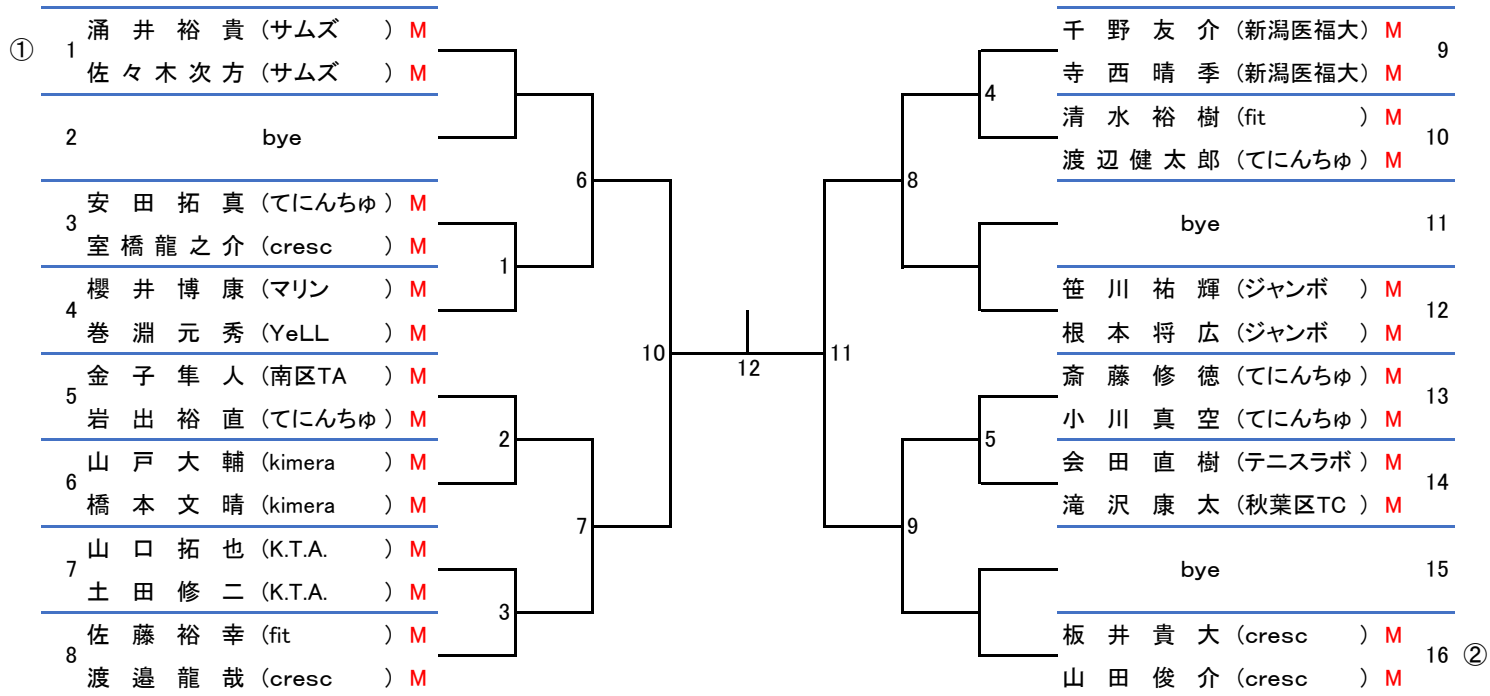 ① 1 涌井裕貴 (サムズ) M
佐々木次方 (サムズ) M
2 bye
3 安田拓真 (てにんちゅ) M
室橋龍之介 (cresc) M
4 櫻井博康 (マリン) M
巻淵元秀 (YeLL) M
5 金子隼人 (南区TA) M
岩出裕直 (てにんちゅ) M
6 山戸大輔 (kimera) M
橋本文晴 (kimera) M
7 山口拓也 (K.T.A.) M
土田修二 (K.T.A.) M
8 佐藤裕幸 (fit) M
渡邉龍哉 (cresc) M
6
1
2
7
3
10
12
11
4
8
5
9
千野友介 (新潟医福大) M 9
寺西晴季 (新潟医福大) M
清水裕樹 (fit) M 10
渡辺健太郎 (てにんちゅ) M
bye 11
笹川祐輝 (ジャンボ) M 12
根本将広 (ジャンボ) M
斎藤修徳 (てにんちゅ) M 13
小川真空 (てにんちゅ) M
会田直樹 (テニスラボ) M 14
滝沢康太 (秋葉区TC) M
bye 15
板井貴大 (cresc) M 16 ②
山田俊介 (cresc) M